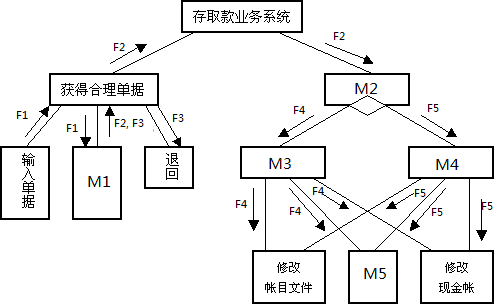 存取款业务系统
F2
F2
获得合理单据
M2
F1
F1
F2, F3
F3
F4
F5
输入单据
M1
退回
M3
M4
F4
F4
F4
F5
F5
F5
修改
帐目文件
M5
修改
现金帐